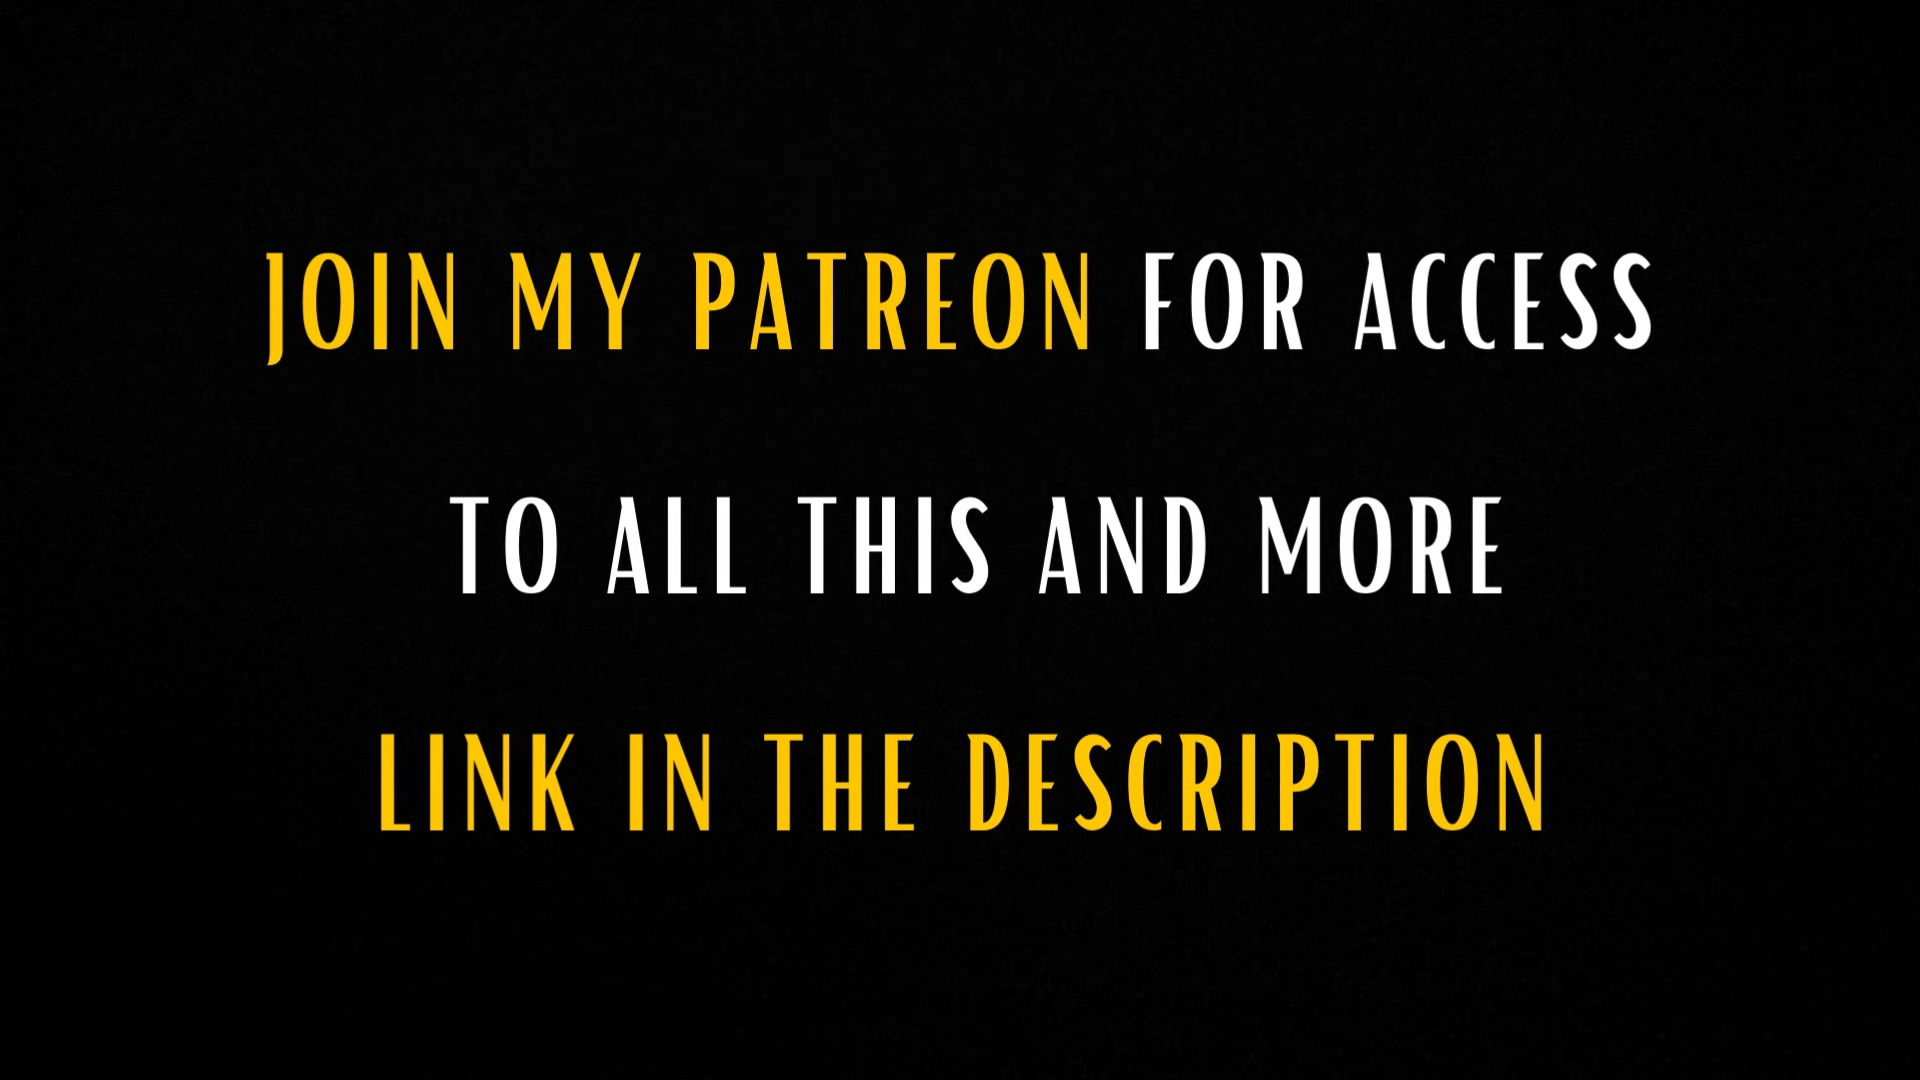 JOIN MY PATREON FOR ACCESS
TO ALL THIS AND MORE
LINK IN THE DESCRIPTION